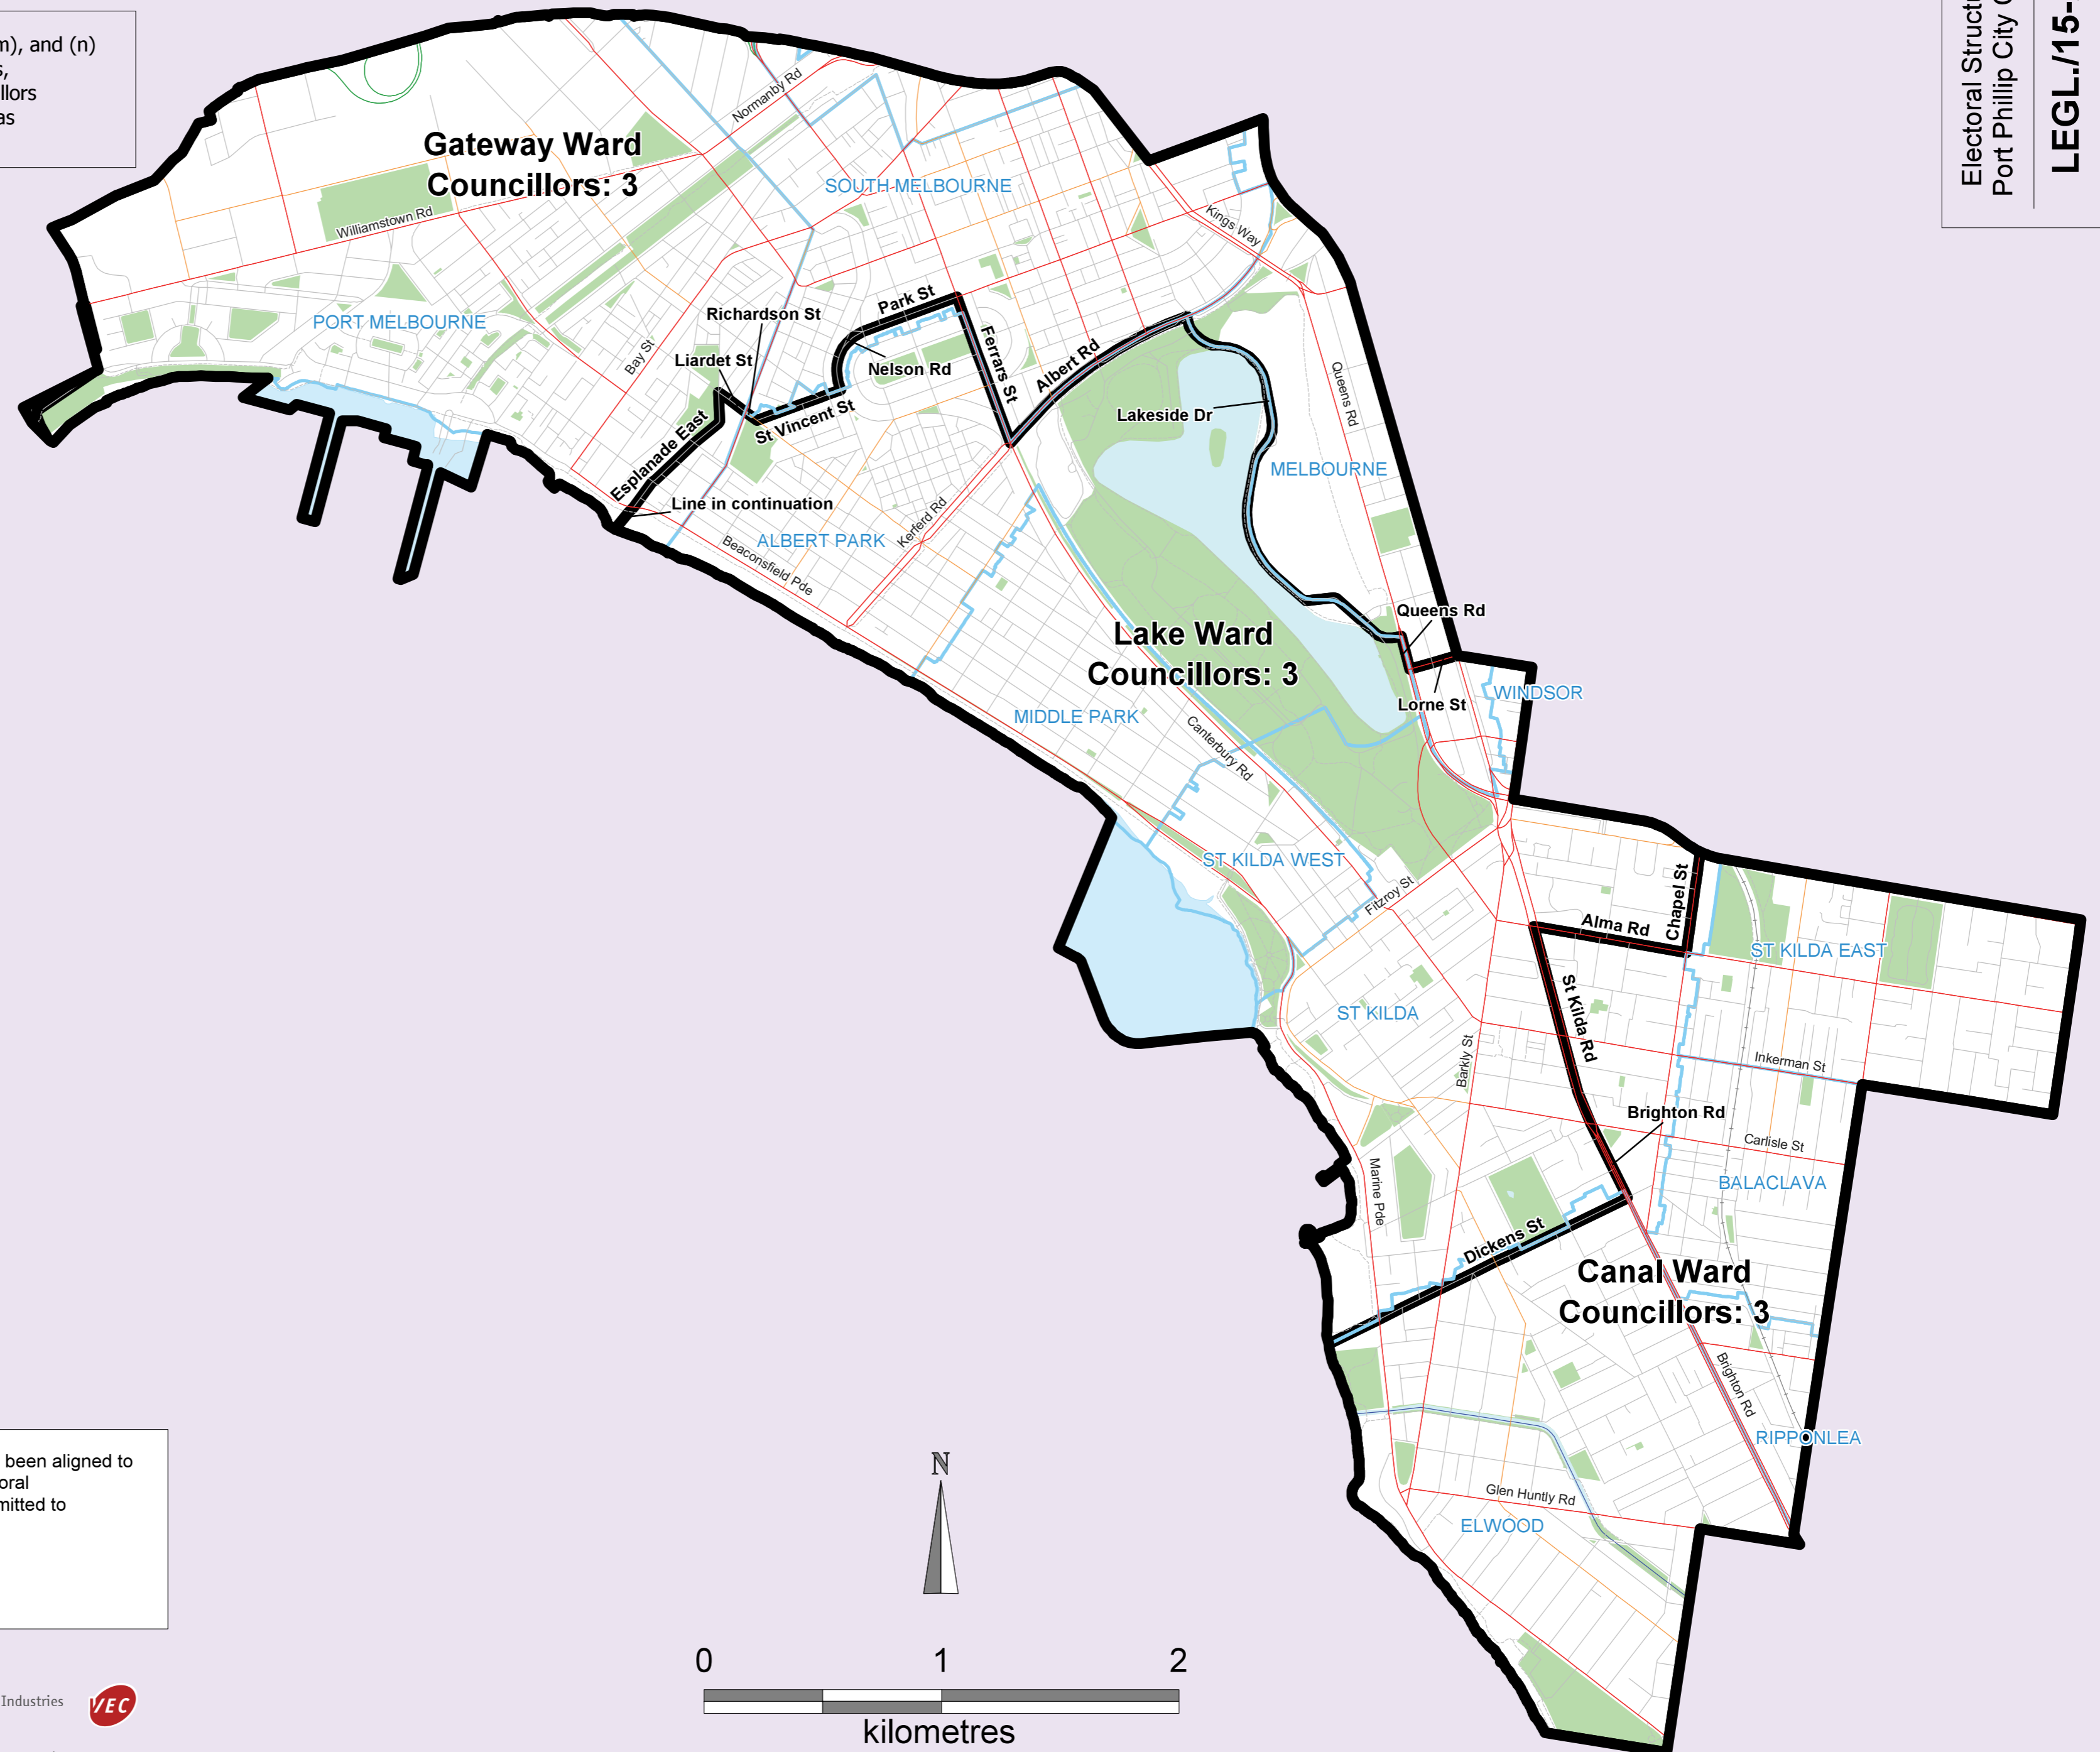 m), and (n)
s,
llors
as
Electoral Structu
Port Phillip City C
LEGL./15-
Gateway Ward
Councillors: 3
Normanby Rd
SOUTH MELBOURNE
Williamstown Rd
Kings Way
PORT MELBOURNE
Richardson St
Park St
Bay St
Liardet St
Nelson Rd
Ferrars St
Albert Rd
Queens Rd
Lakeside Dr
St Vincent St
Esplanade East
MELBOURNE
Line in continuation
ALBERT PARK
Kerferd Rd
Beaconsfield Pde
Queens Rd
Lake Ward
Councillors: 3
WINDSOR
Lorne St
MIDDLE PARK
Canterbury Rd
ST KILDA WEST
Fitzroy St
Chapel St
Alma Rd
ST KILDA EAST
St Kilda Rd
ST KILDA
Barkly St
Inkerman St
Brighton Rd
Carlisle St
Marine Pde
BALACLAVA
Dickens St
Canal Ward
Councillors: 3
Brighton Rd
RIPPONLEA
Glen Huntly Rd
ELWOOD
been aligned to
oral
mitted to
N
0 1 2
kilometres
Industries
VEC